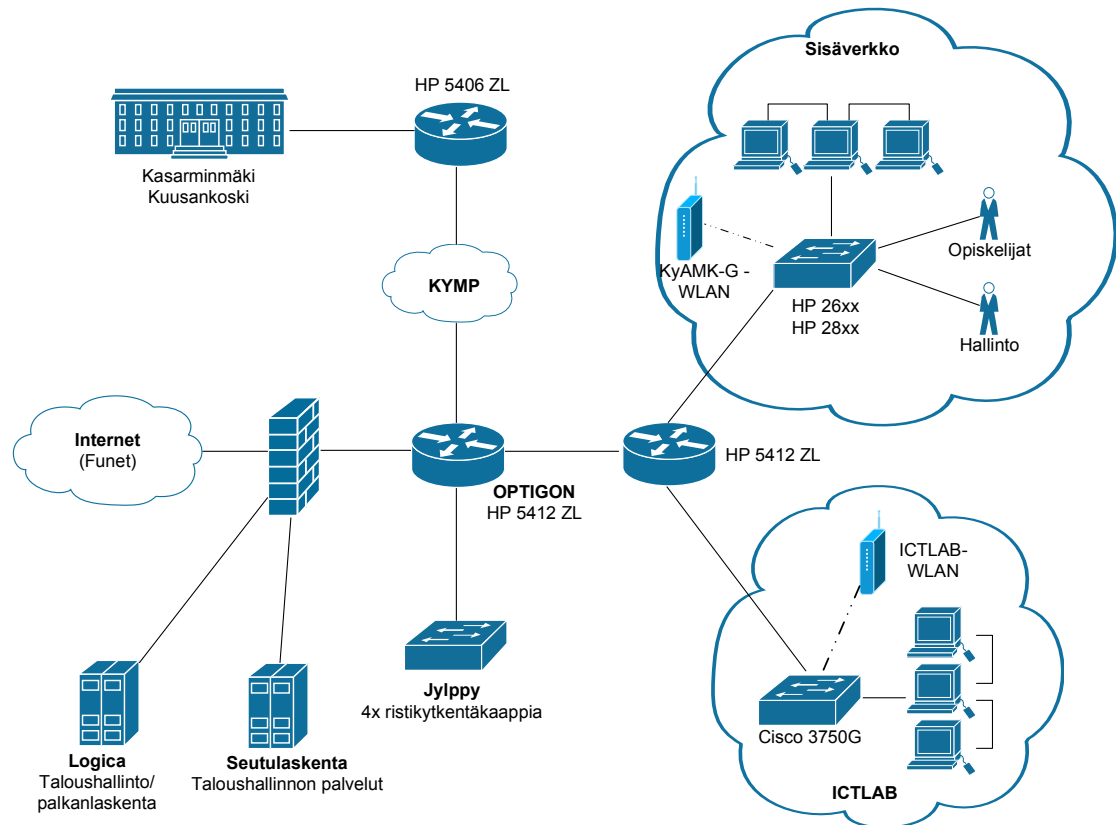 Sisäverkko
HP 5406 ZL
Kasarminmäki
Kuusankoski
KyAMK-G -
WLAN
Opiskelijat
HP 26xx
HP 28xx
Hallinto
KYMP
Internet
(Funet)
HP 5412 ZL
OPTIGON
HP 5412 ZL
ICTLAB-
WLAN
Jylppy
4x ristikytkentäkaappia
Cisco 3750G
Logica
Taloushallinto/
palkanlaskenta
Seutulaskenta
Taloushallinnon palvelut
ICTLAB